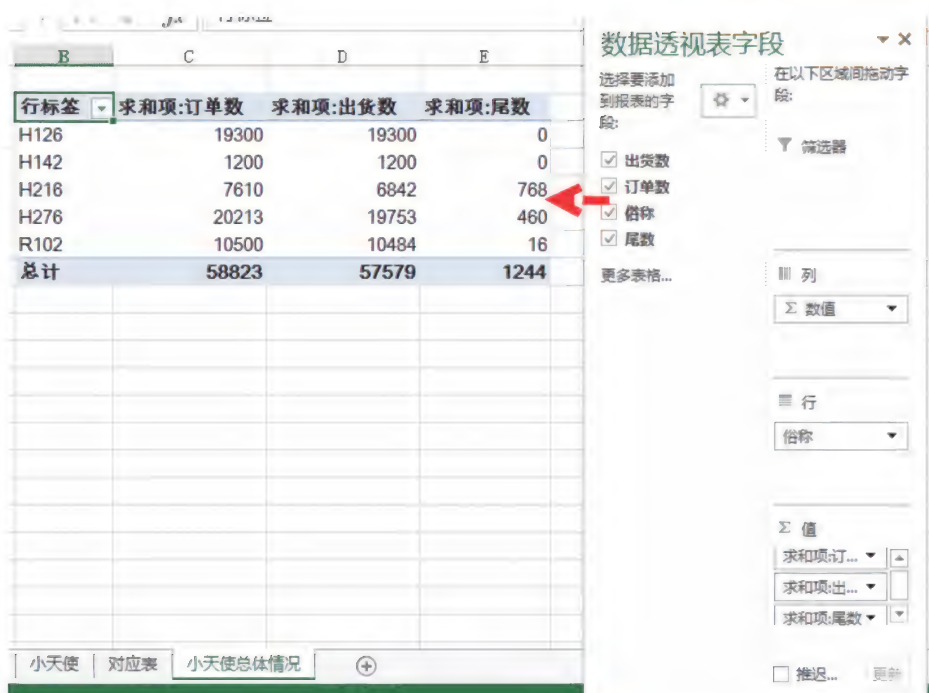 fx
B C D E
行标签 求和项:订单数 求和项:出货数 求和项:尾数
H126 19300 19300 0
H142 1200 1200 0
H216 7610 6842 768
H276 20213 19753 460
R102 10500 10484 16
总计 58823 57579 1244
小天使 对应表 小天使总体情况
数据透视表字段
选择要添加
到报表的字
段:
出货数
订单数
俗称
尾数
更多表格...
在以下区域间拖动字
段:
筛选器
列
Σ 数值
行
俗称
Σ 值
求和项:订...
求和项:出...
求和项:尾数
推迟...
更新